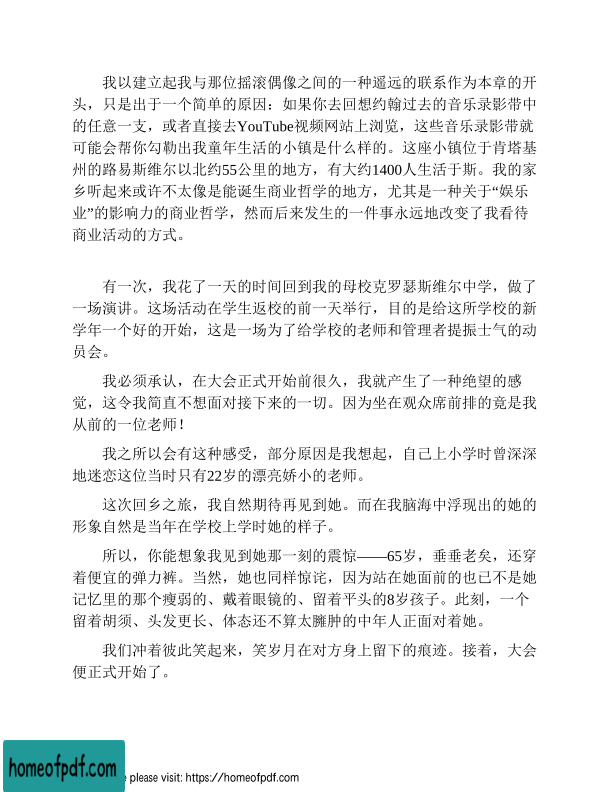 我以建立起我与那位摇滚偶像之间的一种遥远的联系作为本章的开
头，只是出于一个简单的原因：如果你去回想约翰过去的音乐录影带中
的任意一支，或者直接去YouTube视频网站上浏览，这些音乐录影带就
可能会帮你勾勒出我童年生活的小镇是什么样的。这座小镇位于肯塔基
州的路易斯维尔以北约55公里的地方，有大约1400人生活于斯。我的家
乡听起来或许不太像是能诞生商业哲学的地方，尤其是一种关于“娱乐
业”的影响力的商业哲学，然而后来发生的一件事永远地改变了我看待
商业活动的方式。
有一次，我花了一天的时间回到我的母校克罗瑟斯维尔中学，做了
一场演讲。这场活动在学生返校的前一天举行，目的是给这所学校的新
学年一个好的开始，这是一场为了给学校的老师和管理者提振士气的动
员会。
我必须承认，在大会正式开始前很久，我就产生了一种绝望的感
觉，这令我简直不想面对接下来的一切。因为坐在观众席前排的竟是我
从前的一位老师！
我之所以会有这种感受，部分原因是我想起，自己上小学时曾深深
地迷恋这位当时只有22岁的漂亮娇小的老师。
这次回乡之旅，我自然期待再见到她。而在我脑海中浮现出的她的
形象自然是当年在学校上学时她的样子。
所以，你能想象我见到她那一刻的震惊——65岁，垂垂老矣，还穿
着便宜的弹力裤。当然，她也同样惊诧，因为站在她面前的也已不是她
记忆里的那个瘦弱的、戴着眼镜的、留着平头的8岁孩子。此刻，一个
留着胡须、头发更长、体态还不算太臃肿的中年人正面对着她。
我们冲着彼此笑起来，笑岁月在对方身上留下的痕迹。接着，大会
便正式开始了。
homeofpdf.com
please visit: https://homeofpdf.com